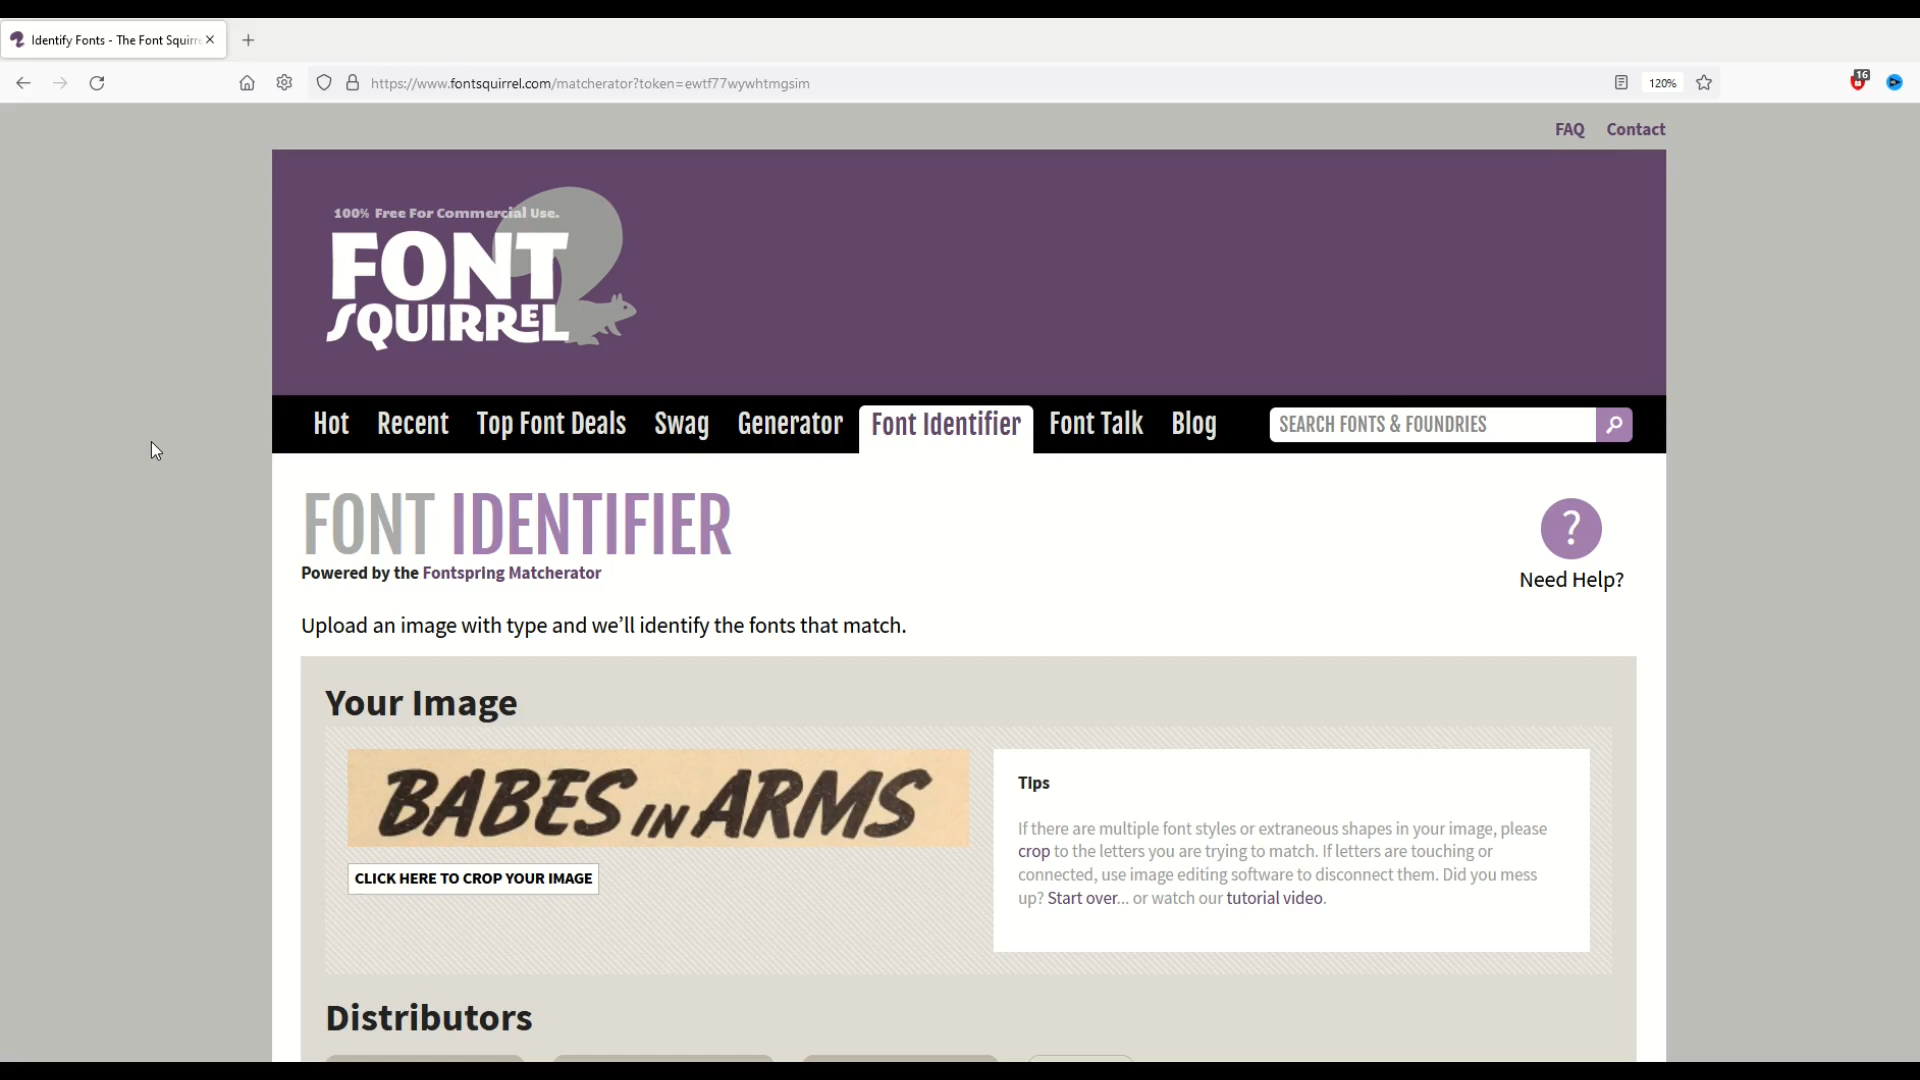 Identify Fonts - The Font Squirre
https://www.fontsquirrel.com/matcherator?token=ewtf77wywhtmgsim
120%
16
FAQ Contact
100% Free For Commercial Use.
FONT
SQUIRREL
Hot Recent Top Font Deals Swag Generator Font Identifier Font Talk Blog SEARCH FONTS & FOUNDRIES
FONT IDENTIFIER
?
Powered by the Fontspring Matcherator
Need Help?
Upload an image with type and we’ll identify the fonts that match.
Your Image
BABES IN ARMS
CLICK HERE TO CROP YOUR IMAGE
Tips
If there are multiple font styles or extraneous shapes in your image, please
crop to the letters you are trying to match. If letters are touching or
connected, use image editing software to disconnect them. Did you mess
up? Start over... or watch our tutorial video.
Distributors